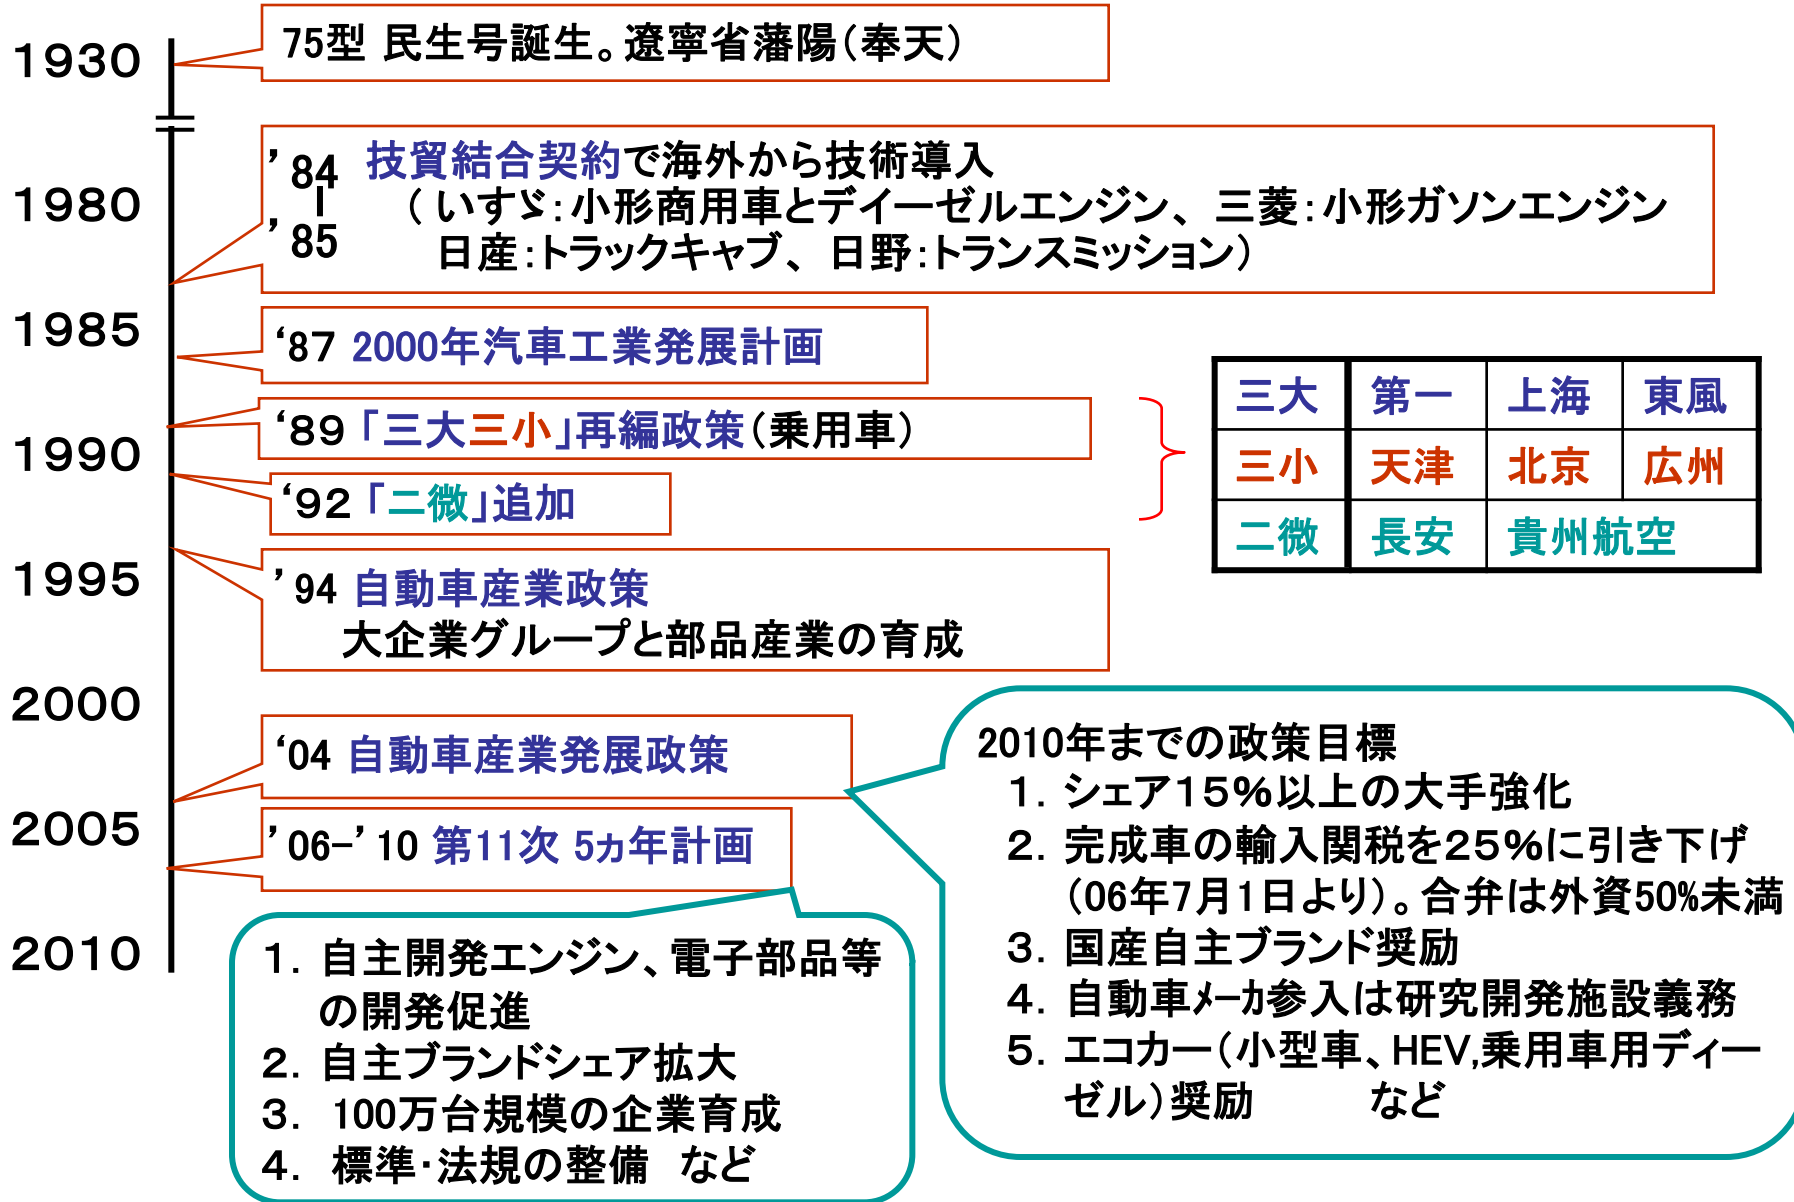 1930
75型 民生号誕生。遼寧省藩陽（奉天）
1980
’84
’85
技貿結合契約で海外から技術導入
（いすゞ：小形商用車とデイーゼルエンジン、三菱：小形ガソンエンジン
日産：トラックキャブ、日野：トランスミッション）
1985
‘87 2000年汽車工業発展計画
‘89「三大三小」再編政策（乗用車）
1990
‘92「二微」追加
三大 第一 上海 東風
三小 天津 北京 広州
二微 長安 貴州航空
1995
’94 自動車産業政策
大企業グループと部品産業の育成
2000
‘04 自動車産業発展政策
2005
’06−’10 第11次 5ヵ年計画
2010
2010年までの政策目標
1. シェア15％以上の大手強化
2. 完成車の輸入関税を25％に引き下げ
（06年7月1日より）。合弁は外資50%未満
3. 国産自主ブランド奨励
4. 自動車メーカ参入は研究開発施設義務
5. エコカー（小型車、HEV,乗用車用ディー
ゼル）奨励 など
1. 自主開発エンジン、電子部品等
の開発促進
2. 自主ブランドシェア拡大
3. 100万台規模の企業育成
4. 標準・法規の整備 など